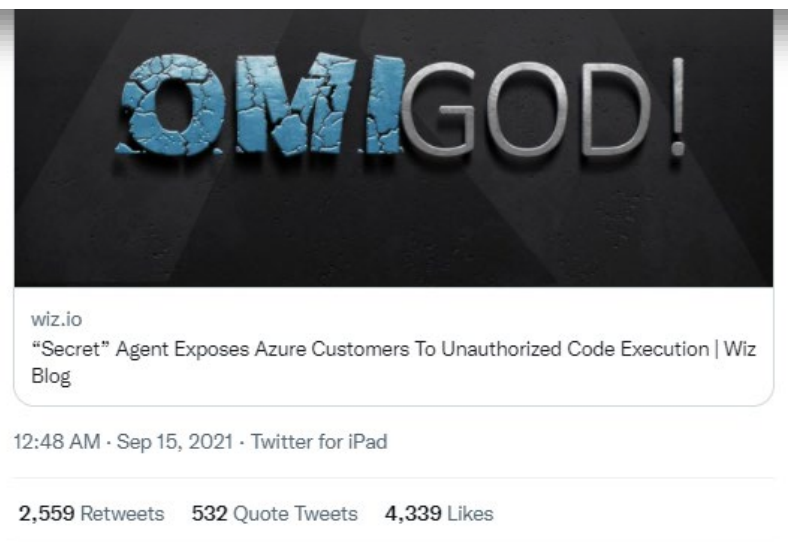 OMIGOD!
wiz.io
“Secret” Agent Exposes Azure Customers To Unauthorized Code Execution | Wiz
Blog
12:48 AM · Sep 15, 2021 · Twitter for iPad
2,559 Retweets 532 Quote Tweets 4,339 Likes